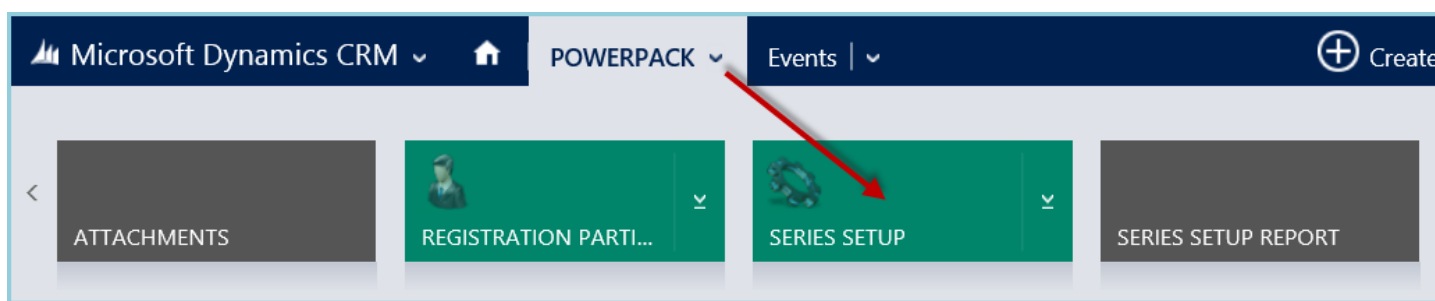 Microsoft Dynamics CRM POWERPACK Events Create
ATTACHMENTS REGISTRATION PARTI... SERIES SETUP SERIES SETUP REPORT